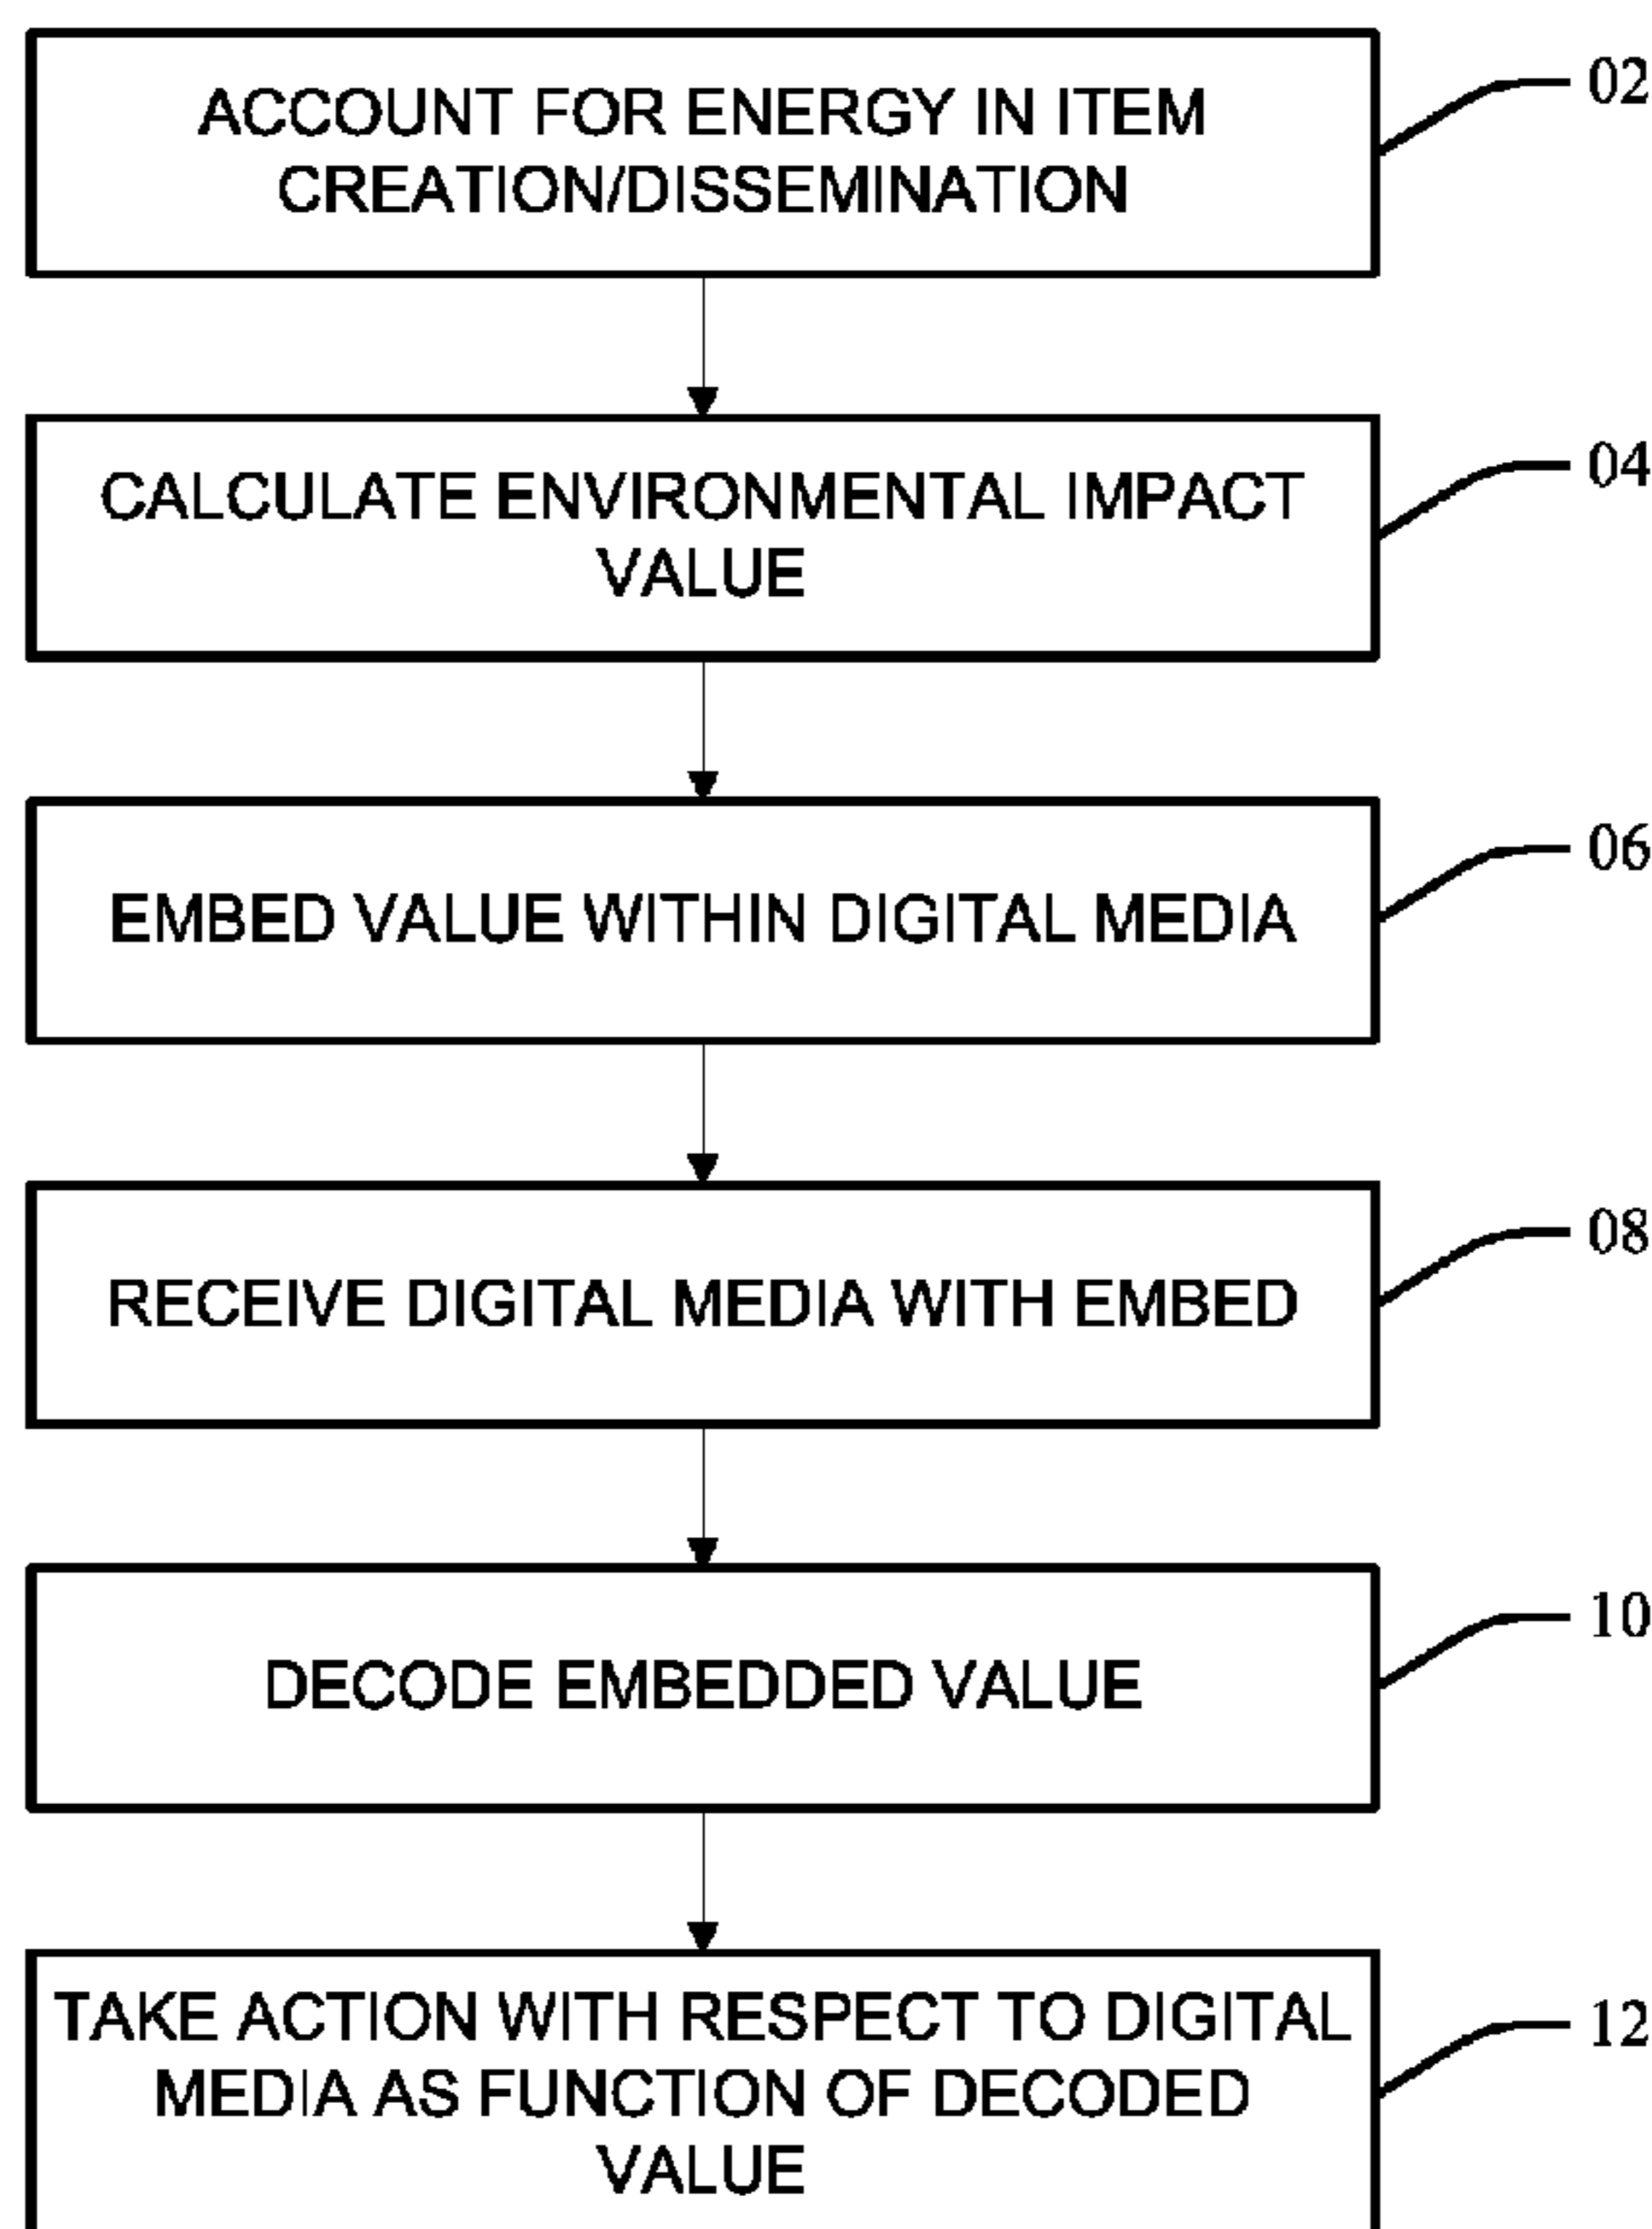 ACCOUNT FOR ENERGY IN ITEM
CREATION/DISSEMINATION
02
CALCULATE ENVIRONMENTAL IMPACT
VALUE
04
EMBED VALUE WITHIN DIGITAL MEDIA
06
RECEIVE DIGITAL MEDIA WITH EMBED
08
DECODE EMBEDDED VALUE
10
TAKE ACTION WITH RESPECT TO DIGITAL
MEDIA AS FUNCTION OF DECODED
VALUE
12